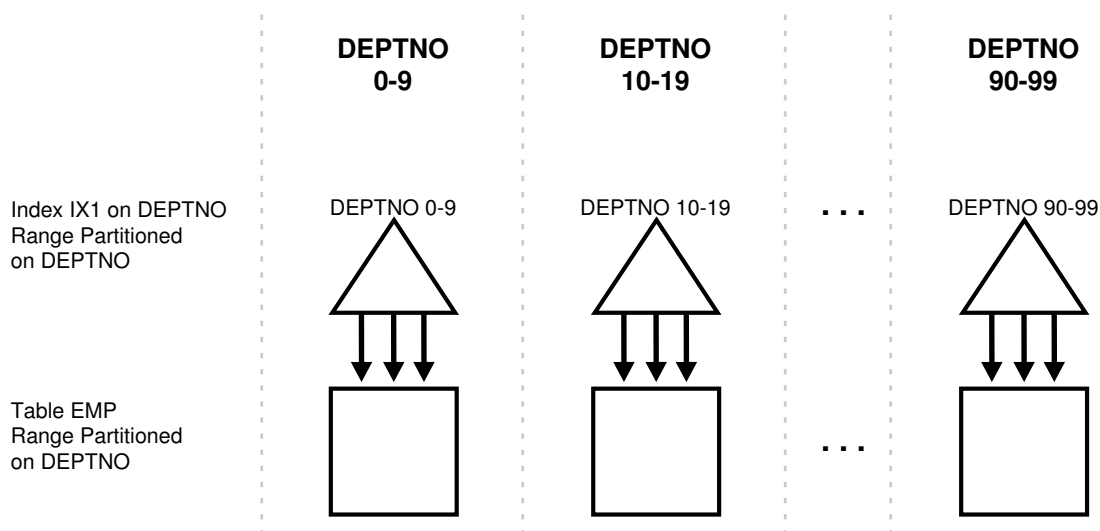 DEPTNO
0-9
DEPTNO
10-19
DEPTNO
90-99
Index IX1 on DEPTNO
Range Partitioned
on DEPTNO
DEPTNO 0-9
DEPTNO 10-19
. . .
DEPTNO 90-99
Table EMP
Range Partitioned
on DEPTNO
. . .